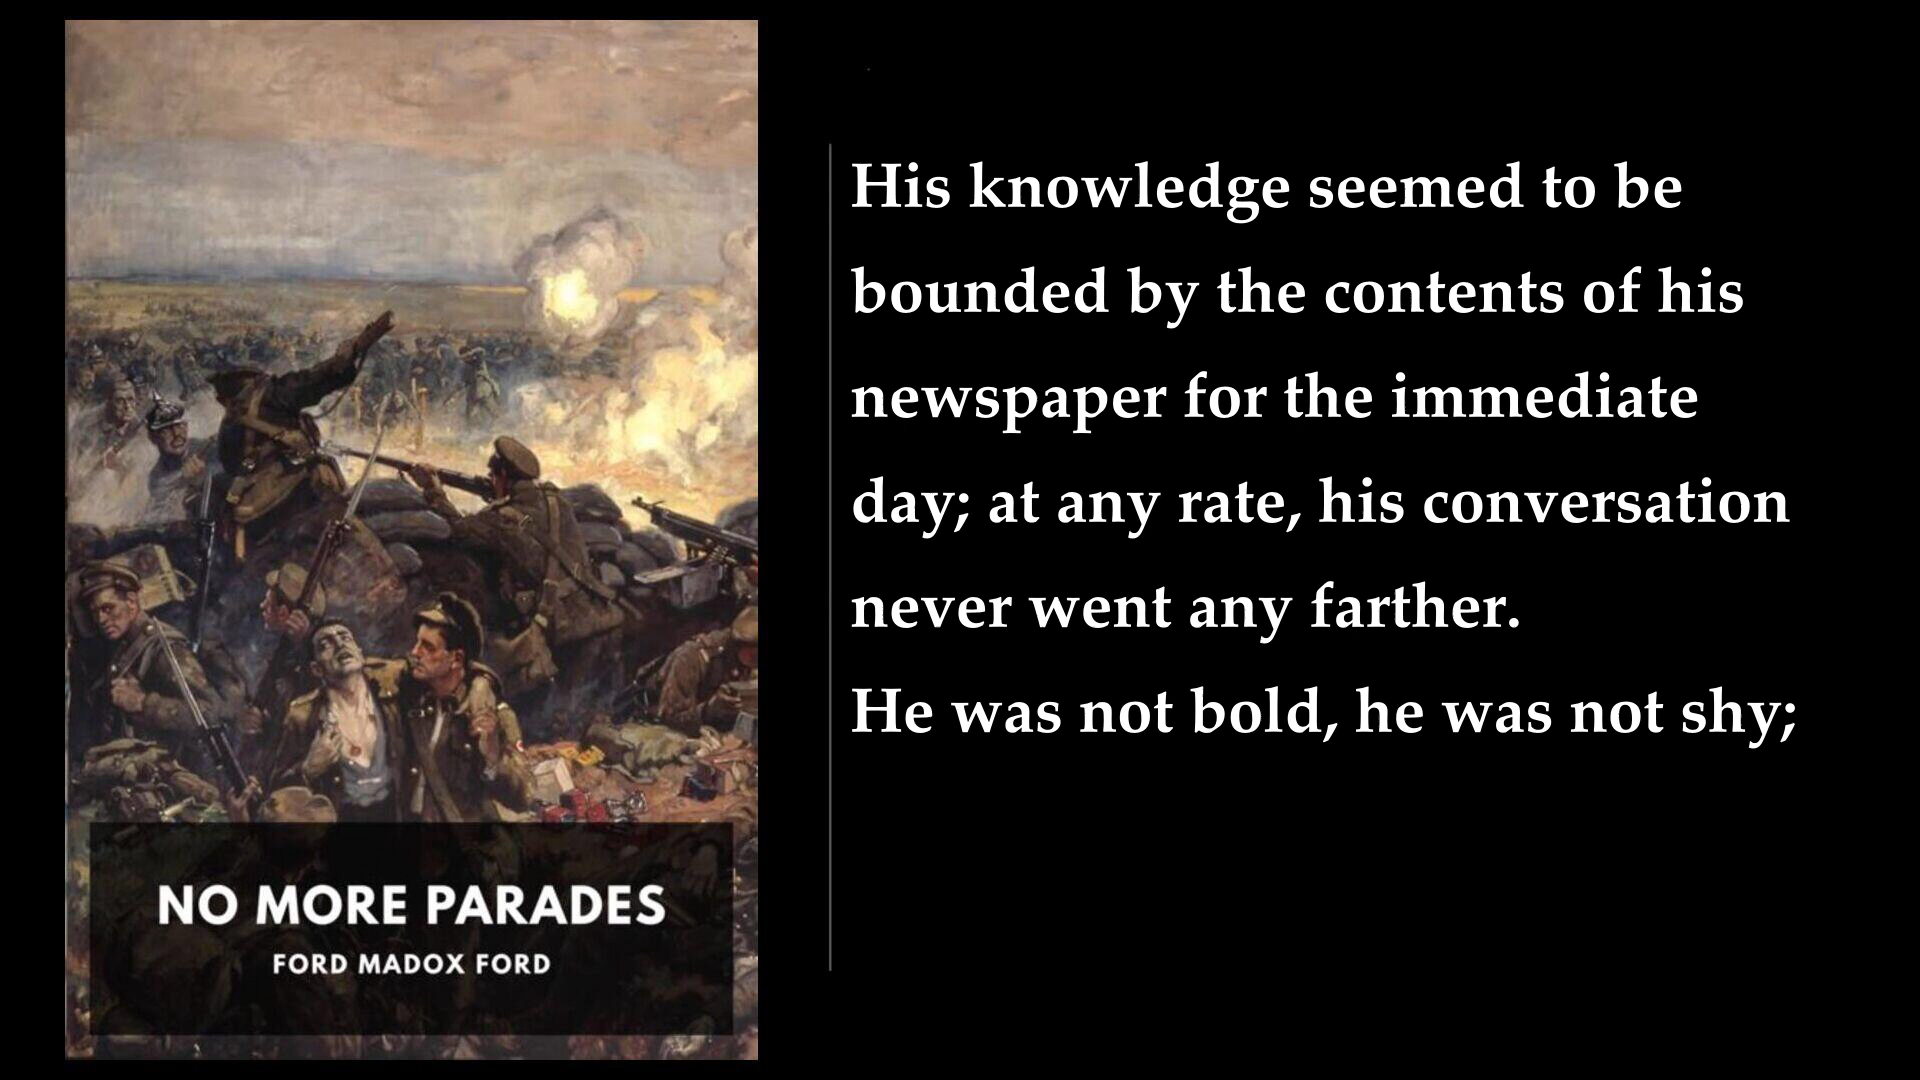 His knowledge seemed to be
bounded by the contents of his
newspaper for the immediate
day; at any rate, his conversation
never went any farther.
He was not bold, he was not shy;
NO MORE PARADES
FORD MADOX FORD